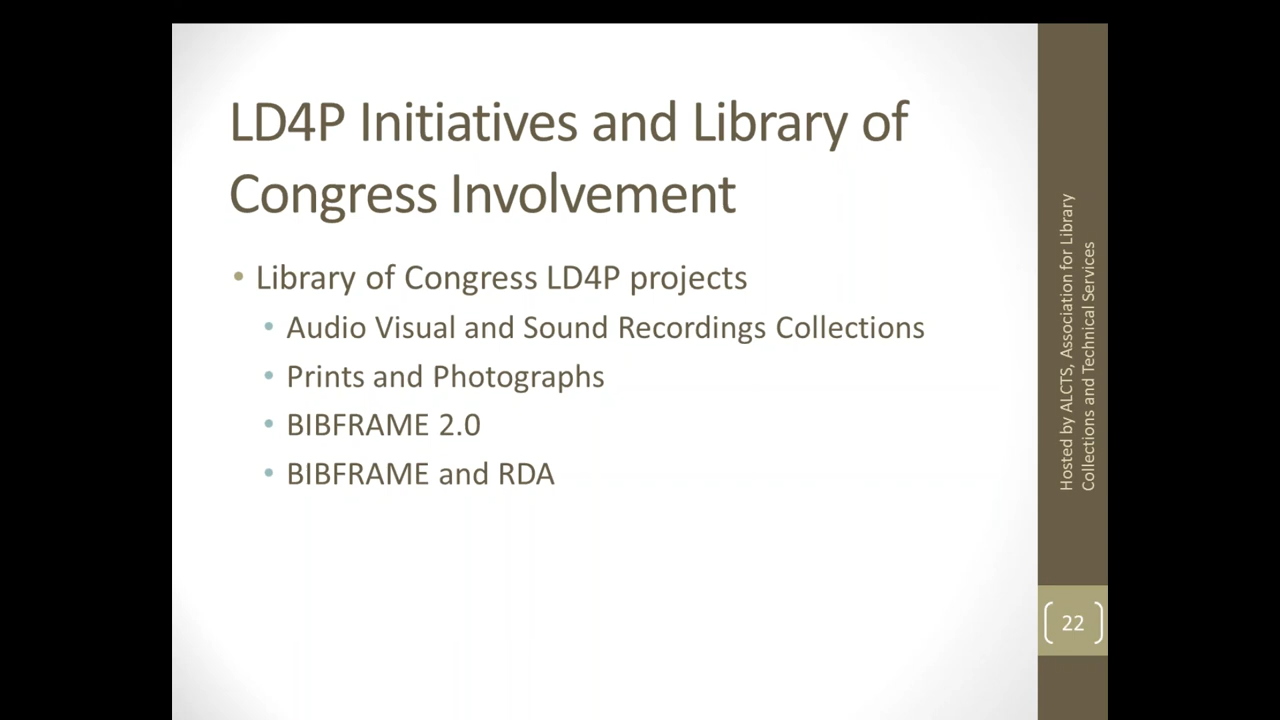 LD4P Initiatives and Library of
Congress Involvement
• Library of Congress LD4P projects
• Audio Visual and Sound Recordings Collections
• Prints and Photographs
• BIBFRAME 2.0
• BIBFRAME and RDA
Hosted by ALCTS, Association for Library
Collections and Technical Services
22